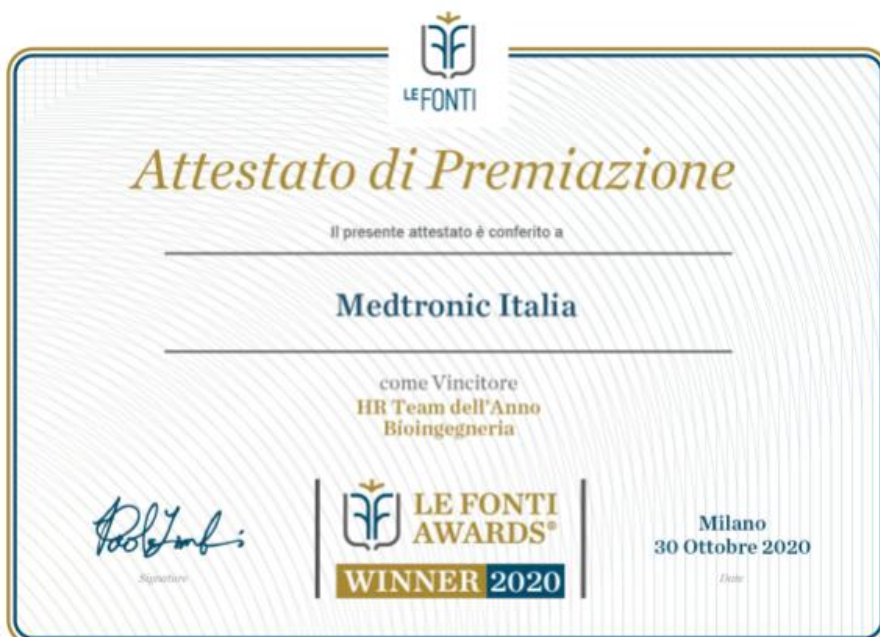 LE FONTI
Attestato di Premiazione
Il presente attestato è conferito a
Medtronic Italia
come Vincitore
HR Team dell'Anno
Bioingegneria
LE FONTI
AWARDS®
WINNER 2020
Signature
Milano
30 Ottobre 2020
Date